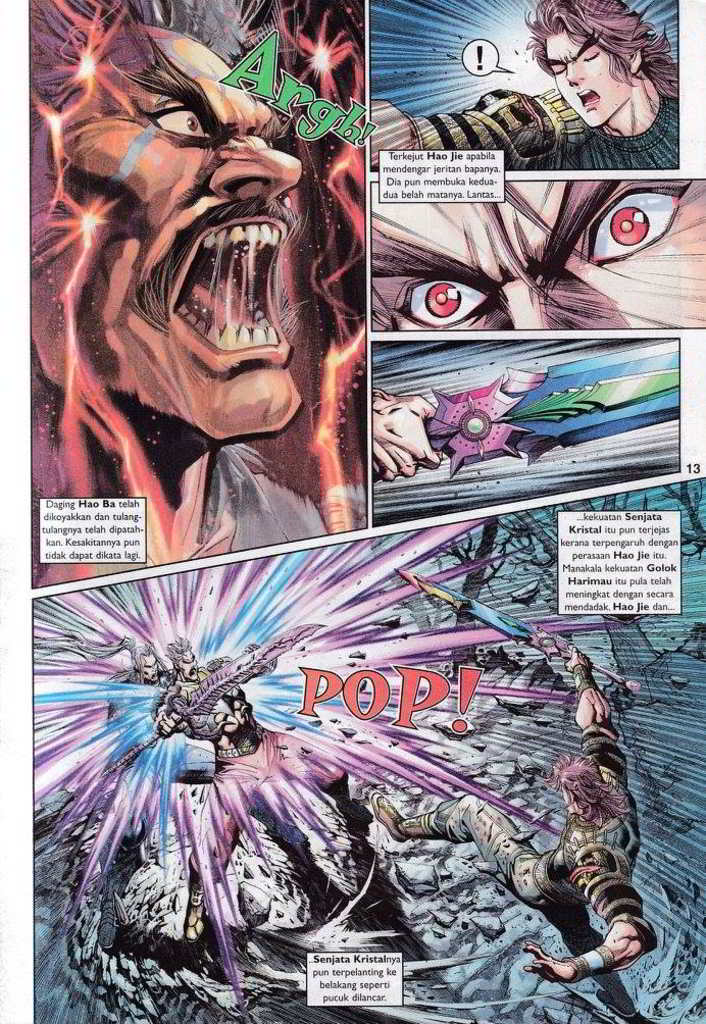 Argh!
!
Terkejut Hao Jie apabila
mendengar jeritan bapanya.
Dia pun membuka kedua-
dua belah matanya. Lantas...
Daging Hao Ba telah
dikoyakkan dan tulang-
tulangnya telah dipatah-
kan. Kesakitannya pun
tidak dapat dikata lagi.
13
...kekuatan Senjata
Kristal itu pun terjejas
kerana terpengaruh dengan
perasaan Hao Jie itu.
Manakala kekuatan Golok
Harimau itu pula telah
meningkat dengan secara
mendadak. Hao Jie dan...
POP!
..Senjata Kristalnya
pun terpelanting ke
belakang seperti
pucuk dilancar.